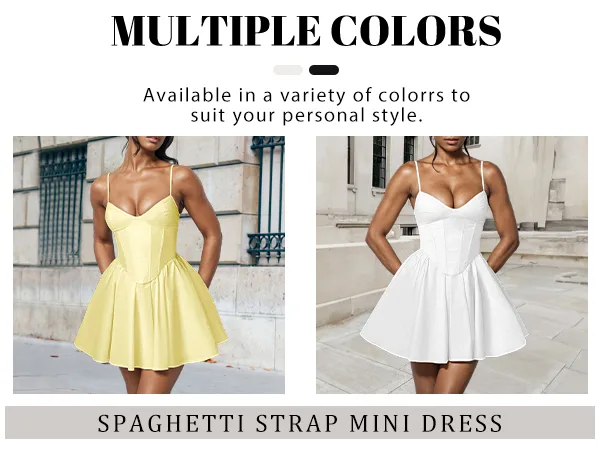 MULTIPLE COLORS
Available in a variety of colorrs to
suit your personal style.
SPAGHETTI STRAP MINI DRESS